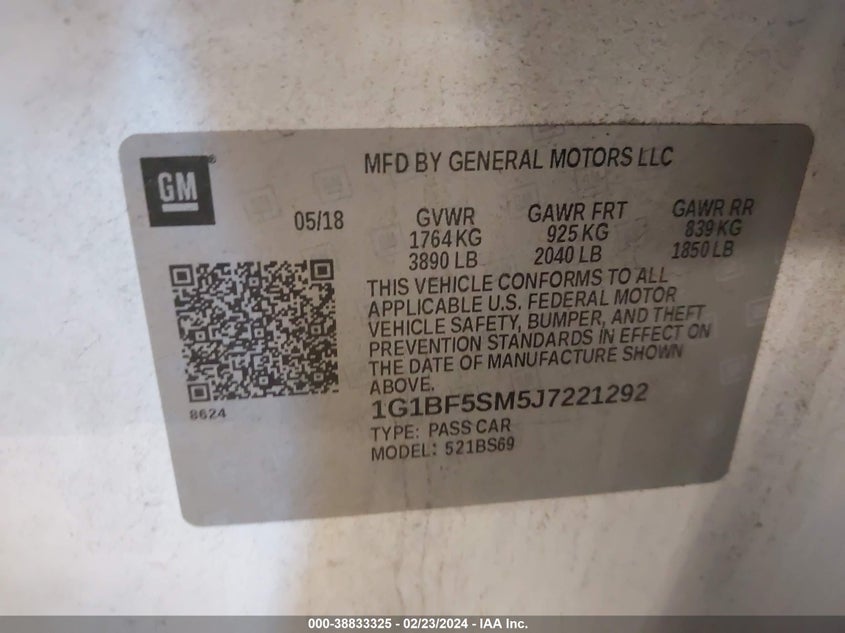 GM
®
MFD BY GENERAL MOTORS LLC
05/18
GVWR GAWR FRT GAWR RR
1764 KG 925 KG 839 KG
3890 LB 2040 LB 1850 LB
THIS VEHICLE CONFORMS TO ALL
APPLICABLE U.S. FEDERAL MOTOR
VEHICLE SAFETY, BUMPER, AND THEFT
PREVENTION STANDARDS IN EFFECT ON
THE DATE OF MANUFACTURE SHOWN
ABOVE.
8624
1G1BF5SM5J7221292
TYPE: PASS CAR
MODEL: 521BS69
000-38833325 - 02/23/2024 - IAA Inc.